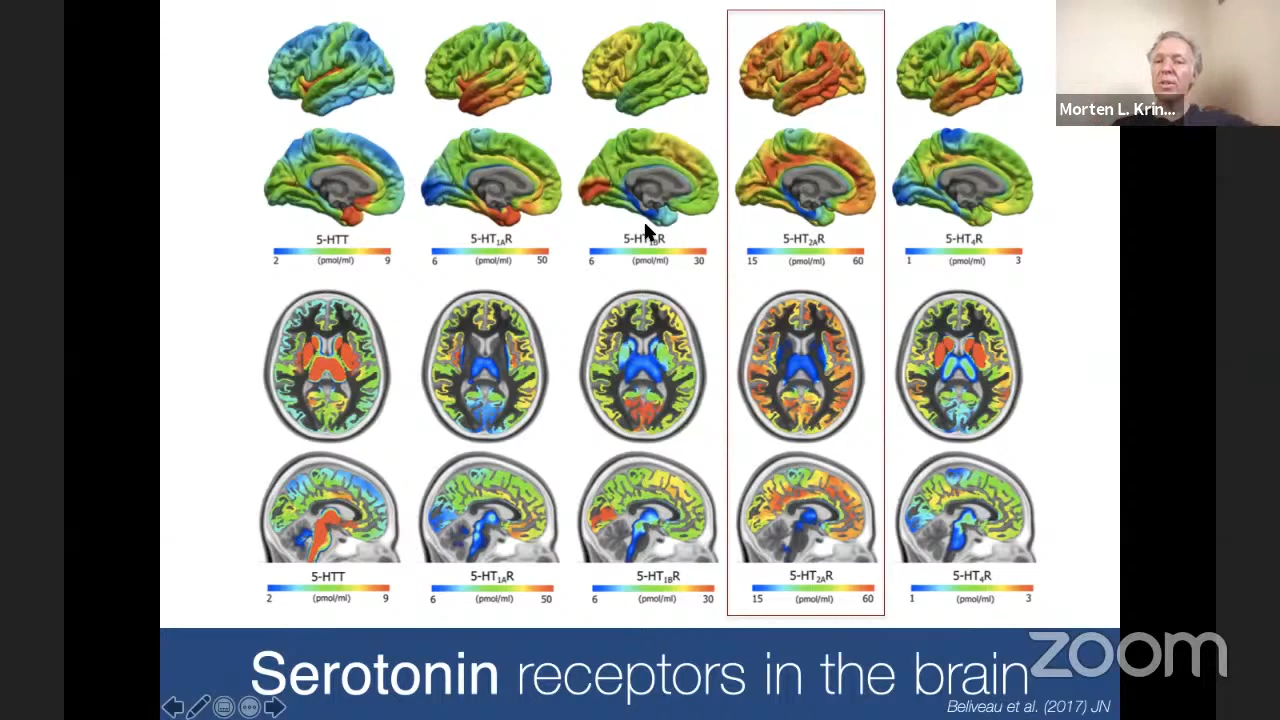 Morten L. Krin...
5-HTT 5-HT1AR 5-HT1BR 5-HT2AR 5-HT4R
2 (pmol/ml) 9 6 (pmol/ml) 50 6 (pmol/ml) 30 15 (pmol/ml) 60 1 (pmol/ml) 3
5-HTT 5-HT1AR 5-HT1BR 5-HT2AR 5-HT4R
2 (pmol/ml) 9 6 (pmol/ml) 50 6 (pmol/ml) 30 15 (pmol/ml) 60 1 (pmol/ml) 3
Serotonin receptors in the brain
zoom
Beliveau et al. (2017) JN